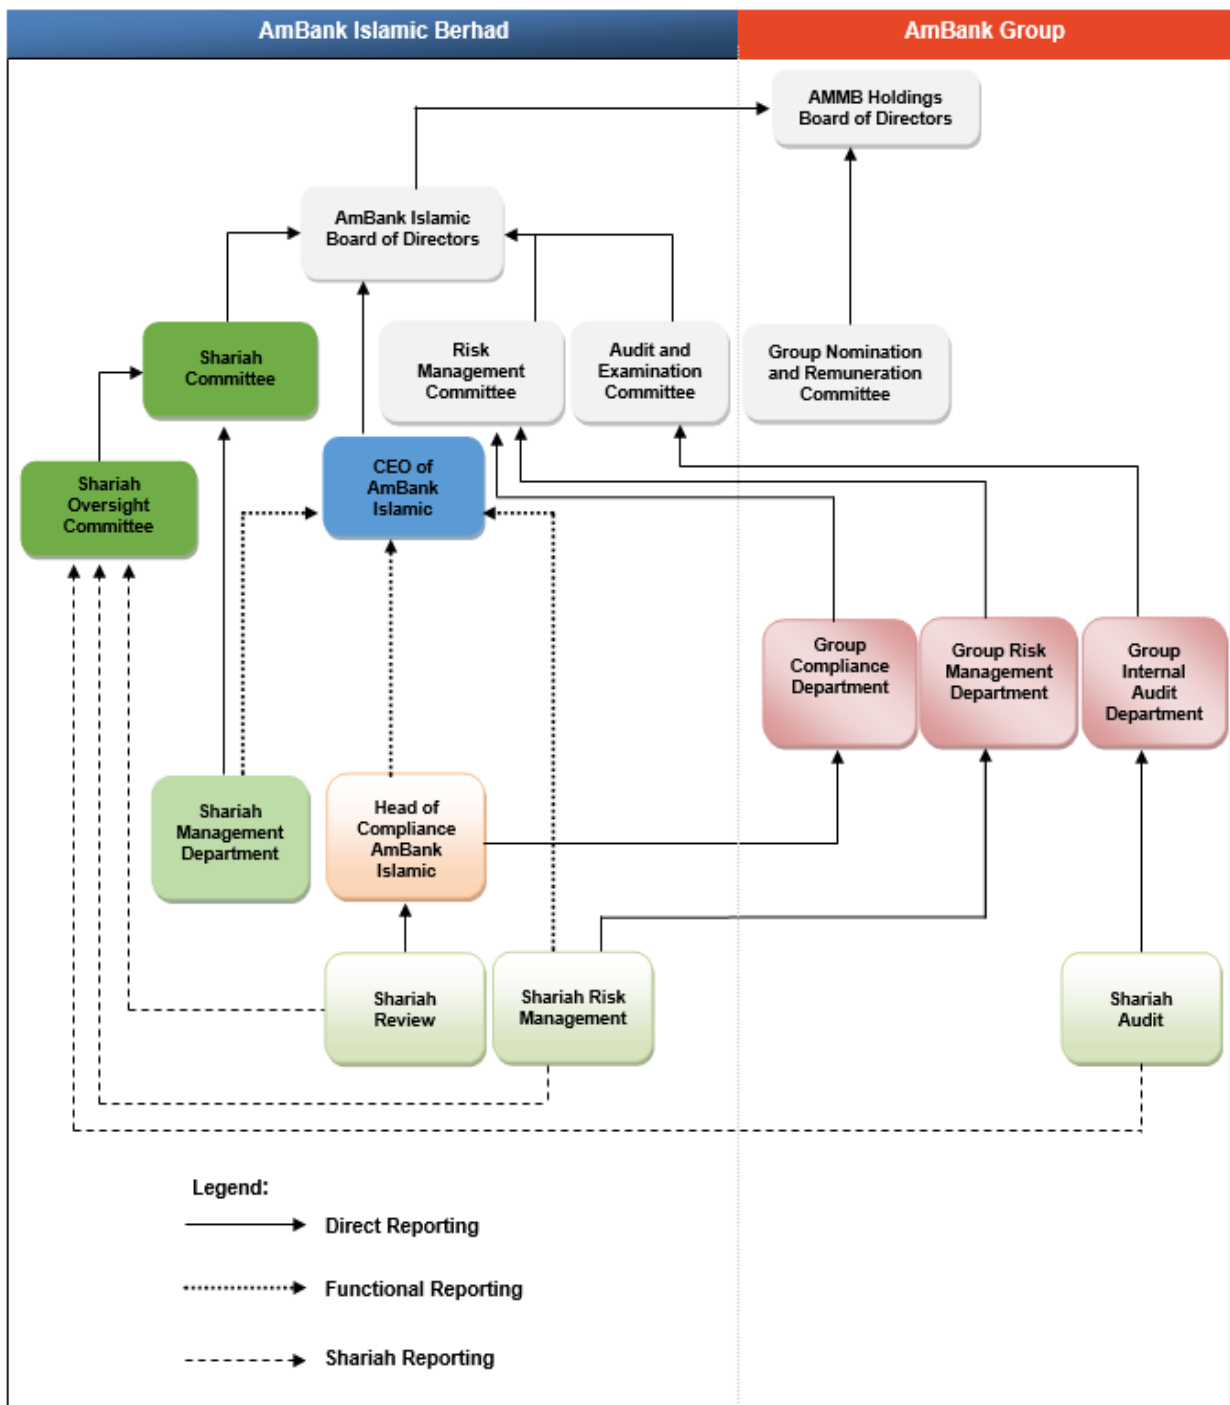 AmBank Islamic Berhad
AmBank Group
AMMB Holdings
Board of Directors
AmBank Islamic
Board of Directors
Shariah
Committee
Risk
Management
Committee
Audit and
Examination
Committee
Group Nomination
and Remuneration
Committee
Shariah
Oversight
Committee
CEO of
AmBank
Islamic
Group
Compliance
Department
Group Risk
Management
Department
Group
Internal
Audit
Department
Shariah
Management
Department
Head of
Compliance
AmBank
Islamic
Shariah
Review
Shariah Risk
Management
Shariah
Audit
Legend:
Direct Reporting
Functional Reporting
Shariah Reporting